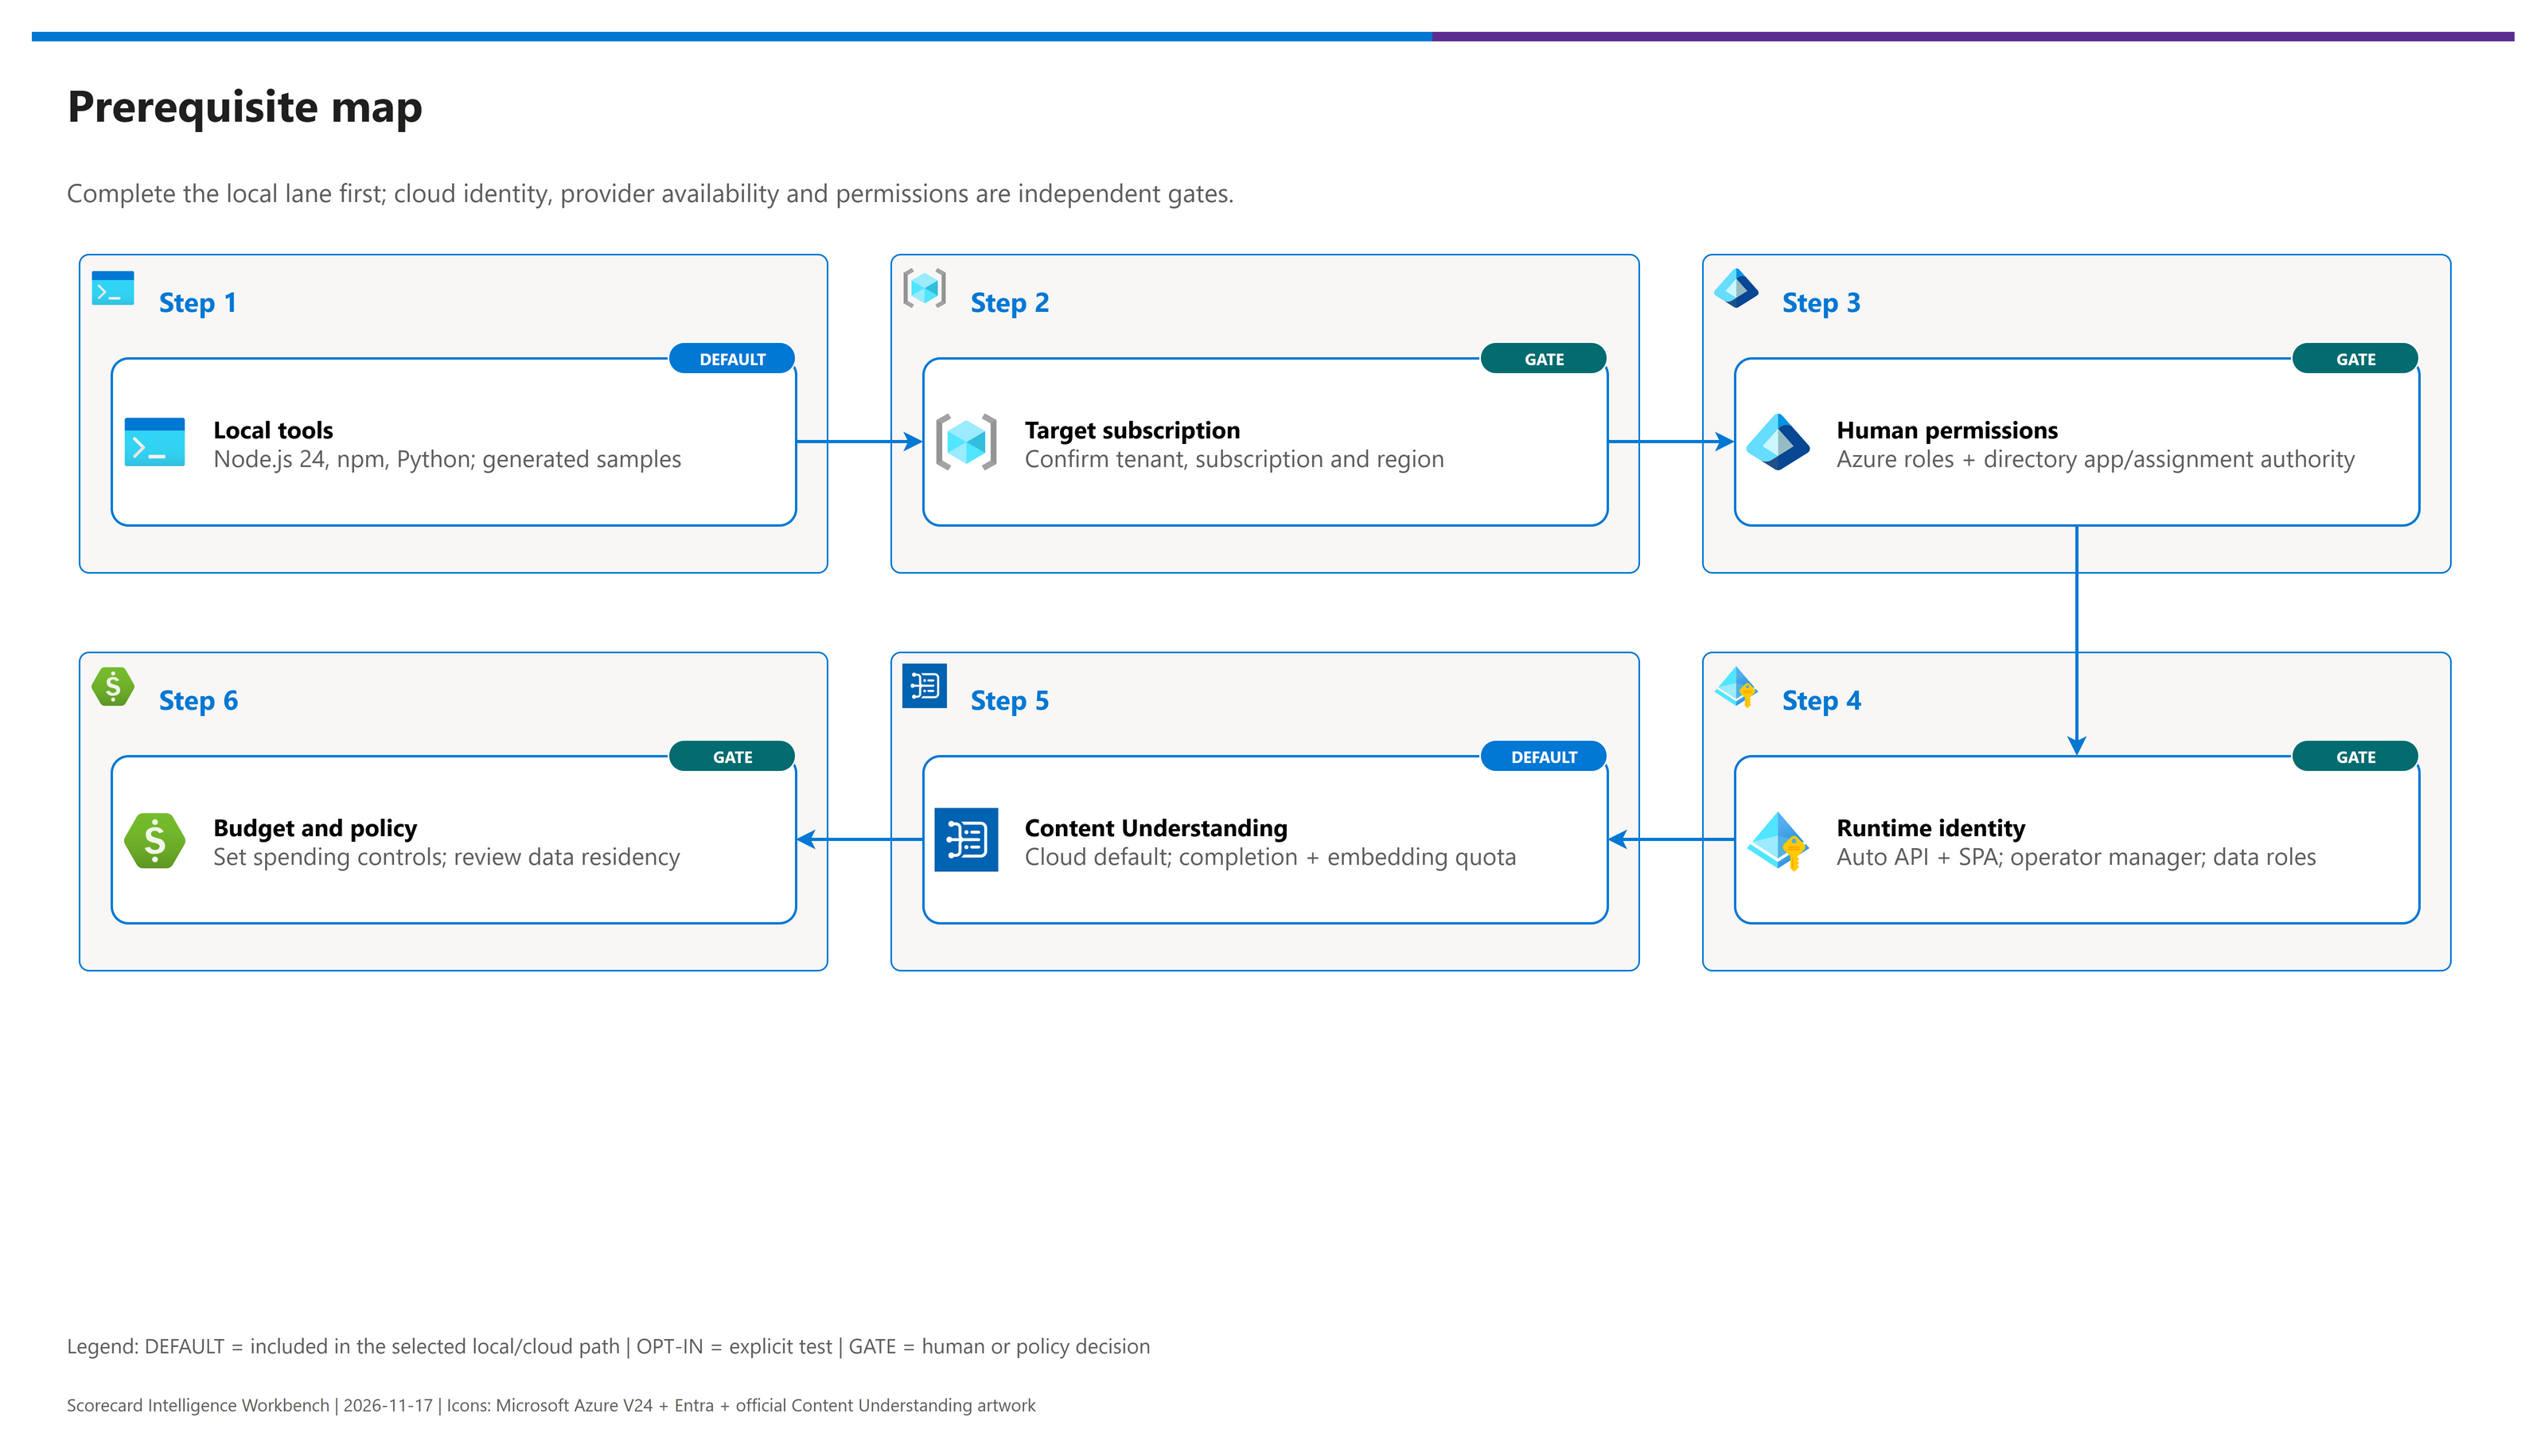 Prerequisite map
Complete the local lane first; cloud identity, provider availability and permissions are independent gates.
Step 1
DEFAULT
Local tools
Node.js 24, npm, Python; generated samples
Step 2
GATE
Target subscription
Confirm tenant, subscription and region
Step 3
GATE
Human permissions
Azure roles + directory app/assignment authority
Step 4
GATE
Runtime identity
Auto API + SPA; operator manager; data roles
Step 5
DEFAULT
Content Understanding
Cloud default; completion + embedding quota
Step 6
GATE
Budget and policy
Set spending controls; review data residency
Legend: DEFAULT = included in the selected local/cloud path | OPT-IN = explicit test | GATE = human or policy decision
Scorecard Intelligence Workbench | 2026-11-17 | Icons: Microsoft Azure V24 + Entra + official Content Understanding artwork